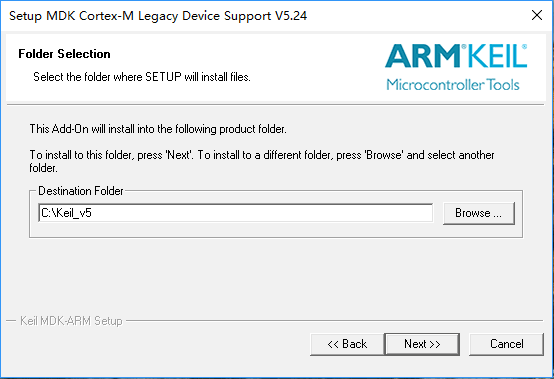 Setup MDK Cortex-M Legacy Device Support V5.24
Folder Selection
Select the folder where SETUP will install files.
ARM®KEIL®
Microcontroller Tools
This Add-On will install into the following product folder.
To install to this folder, press 'Next'. To install to a different folder, press 'Browse' and select another
folder.
Destination Folder
C:\Keil_v5
Browse ...
Keil MDK-ARM Setup
<< Back
Next >>
Cancel